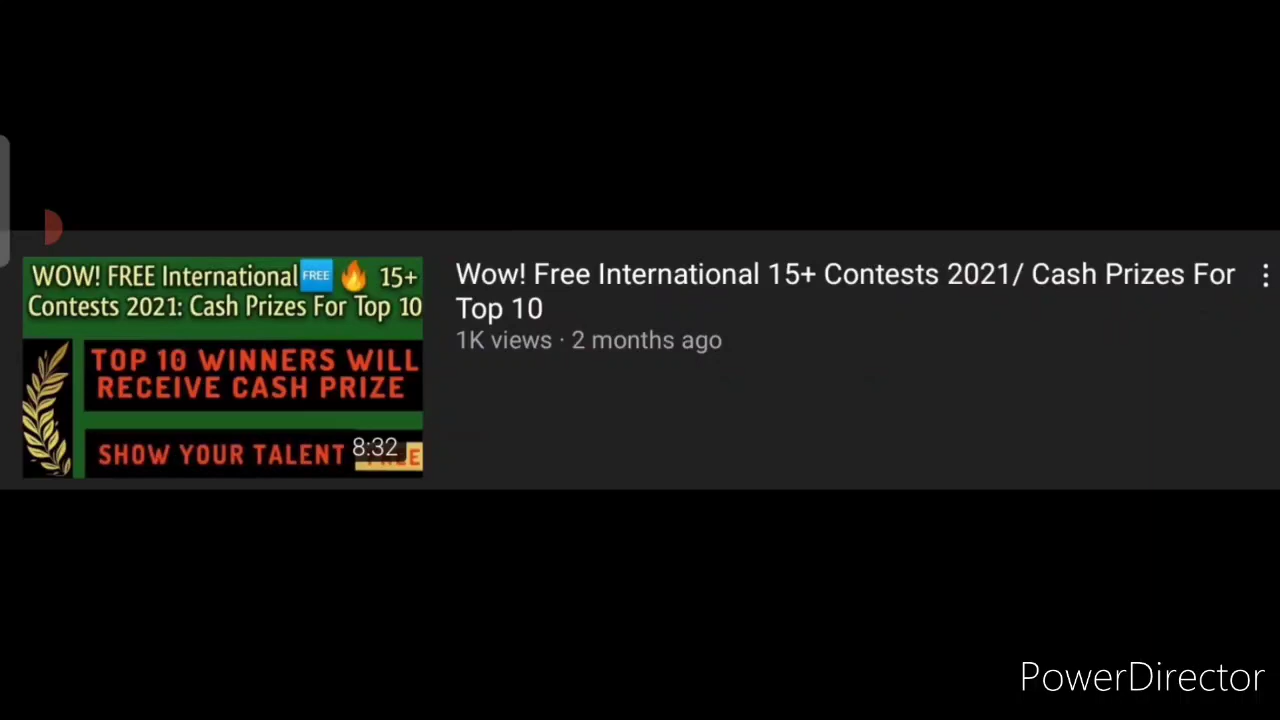 WOW! FREE International FREE 🔥 15+
Contests 2021: Cash Prizes For Top 10
TOP 10 WINNERS WILL
RECEIVE CASH PRIZE
SHOW YOUR TALENT
8:32
Wow! Free International 15+ Contests 2021/ Cash Prizes For
Top 10
1K views · 2 months ago
PowerDirector